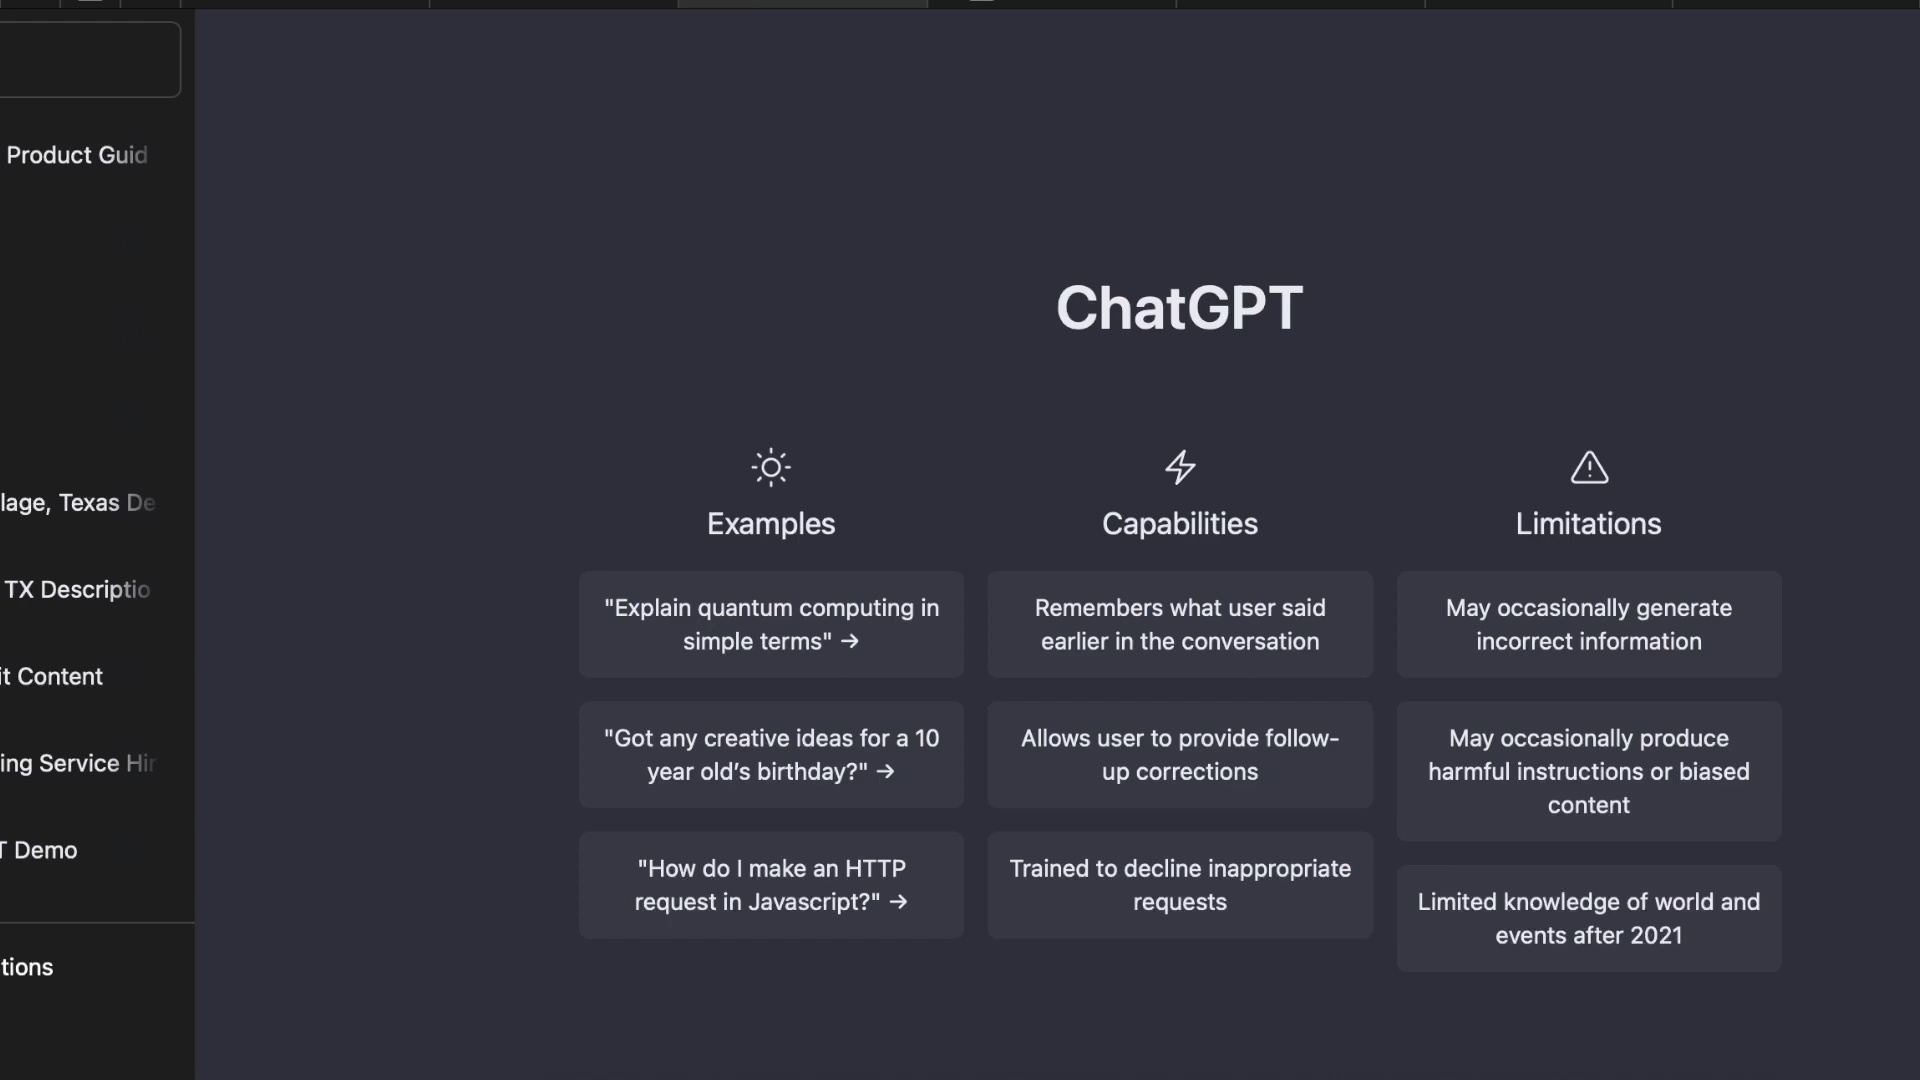 Product Guid
lage, Texas De
TX Descriptio
it Content
ing Service Hir
T Demo
tions
ChatGPT
Examples
"Explain quantum computing in
simple terms" →
"Got any creative ideas for a 10
year old’s birthday?" →
"How do I make an HTTP
request in Javascript?" →
Capabilities
Remembers what user said
earlier in the conversation
Allows user to provide follow-
up corrections
Trained to decline inappropriate
requests
Limitations
May occasionally generate
incorrect information
May occasionally produce
harmful instructions or biased
content
Limited knowledge of world and
events after 2021